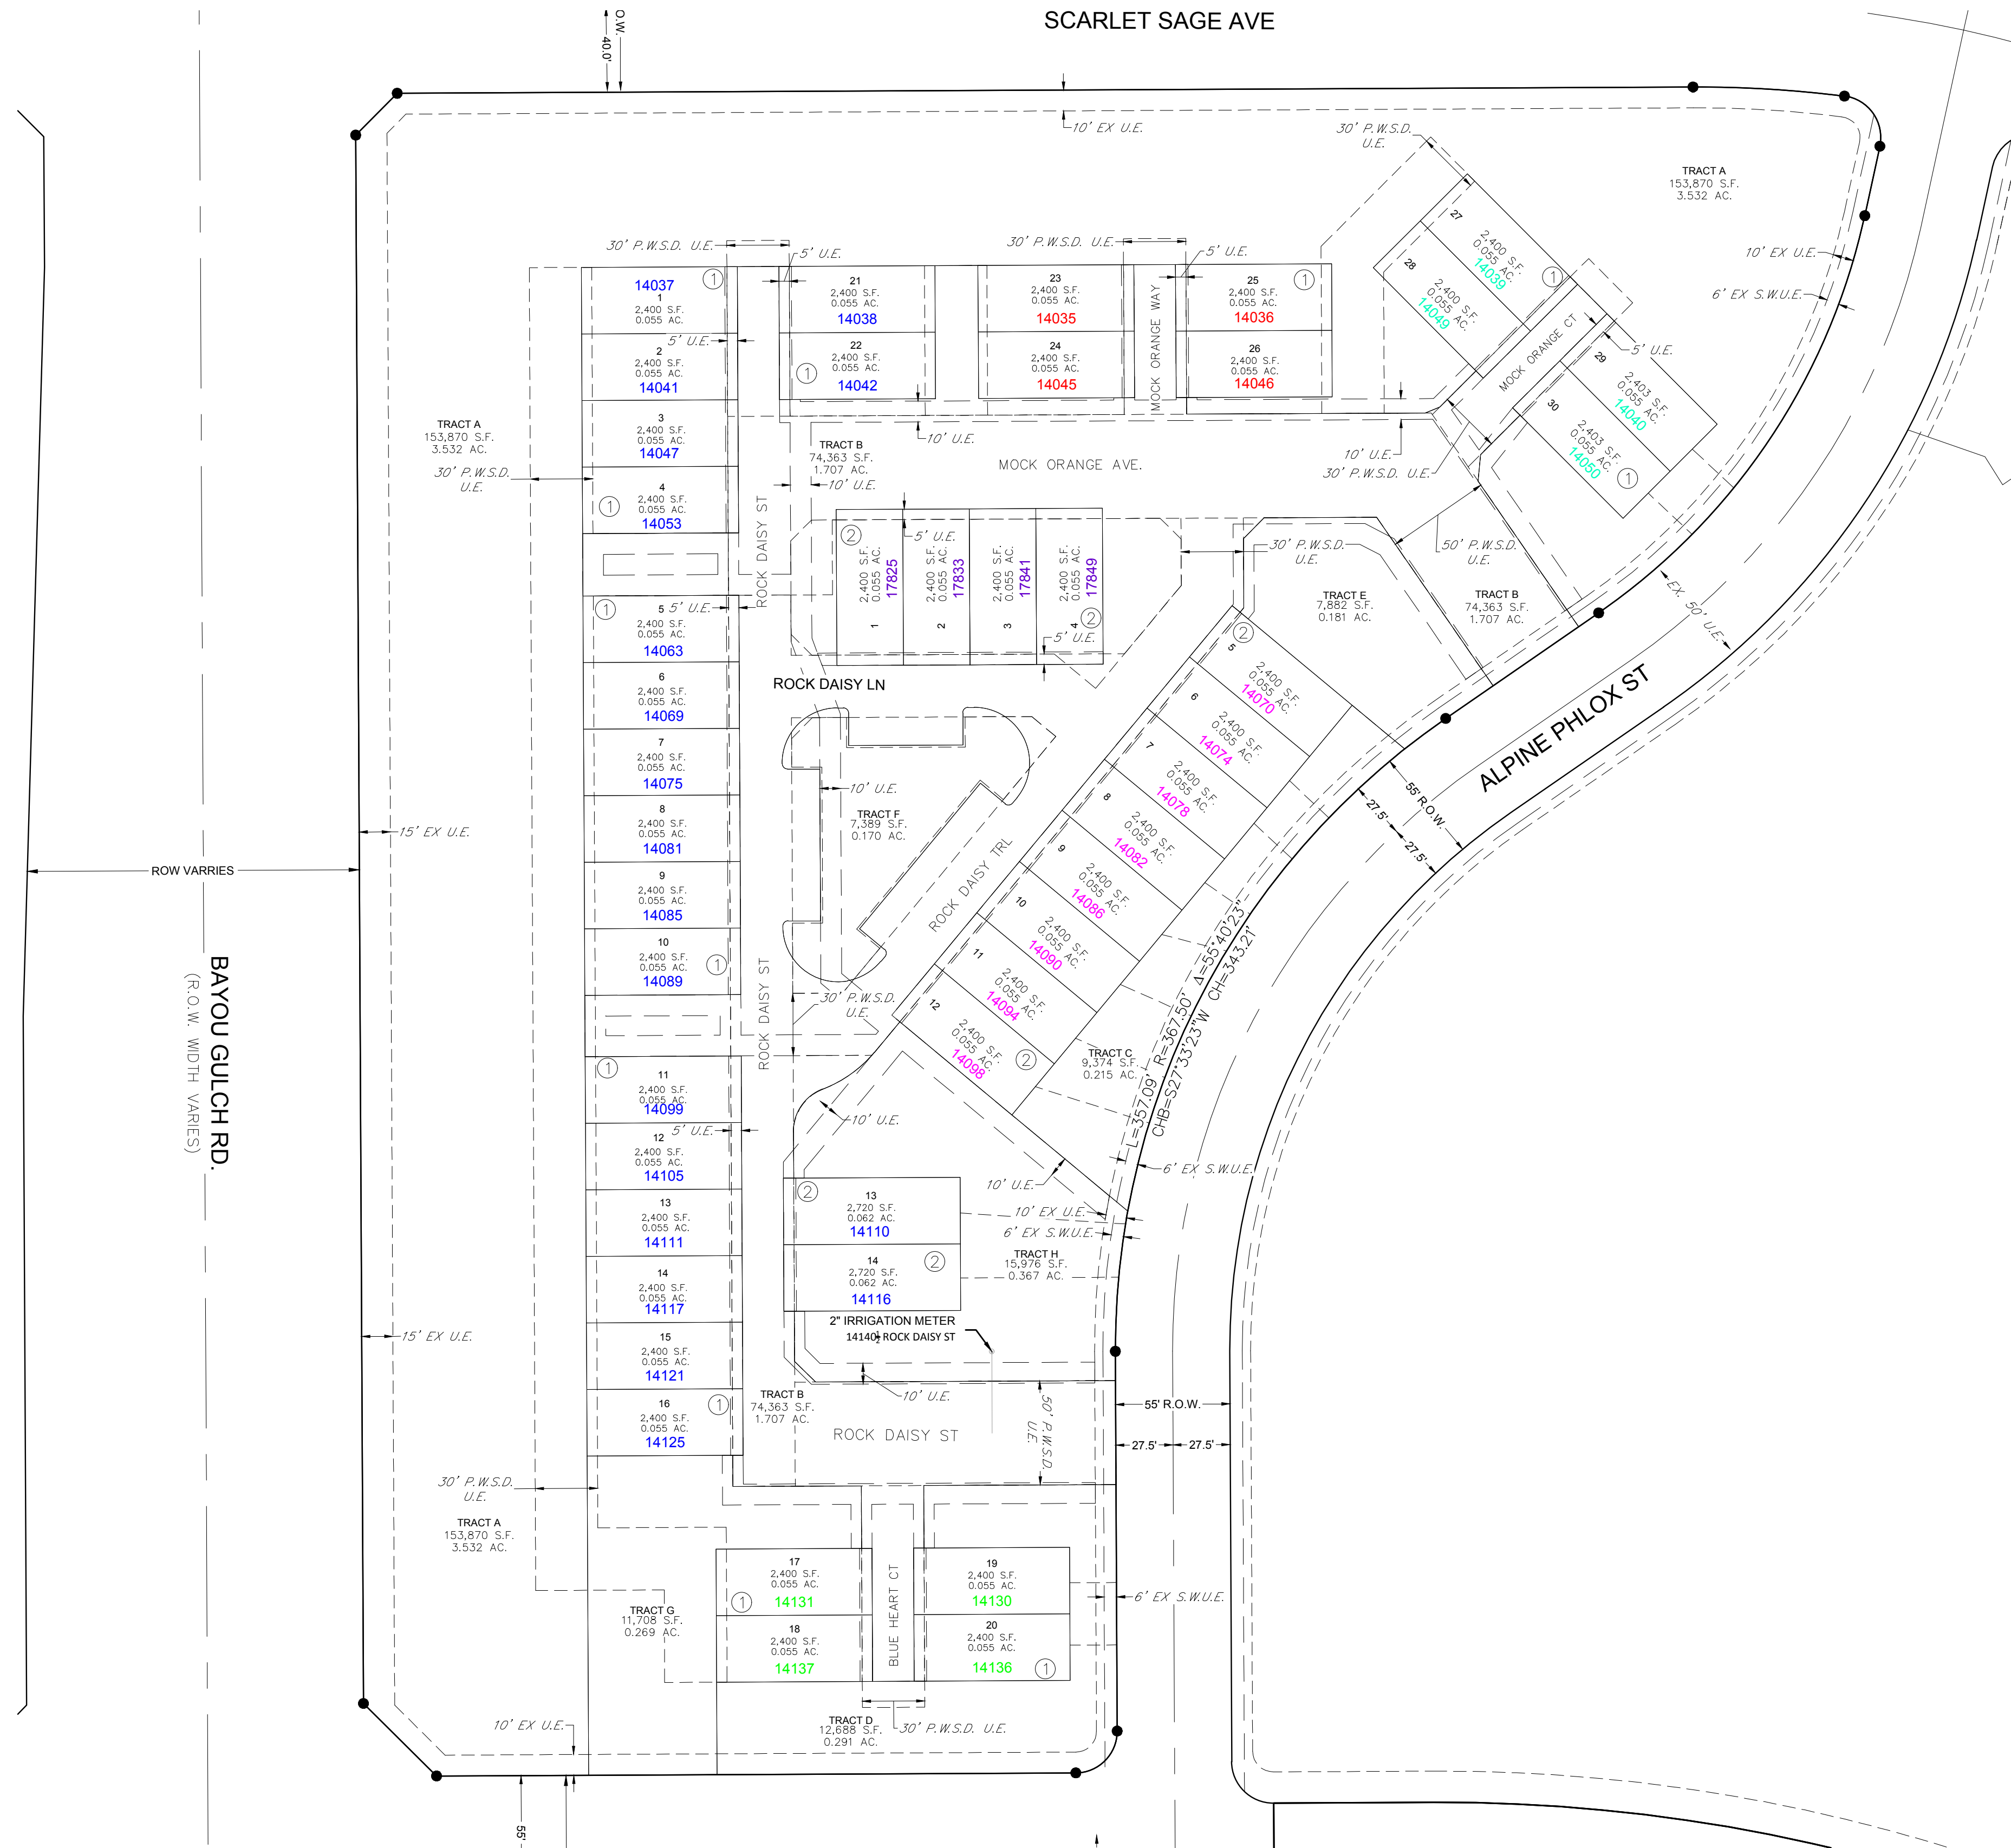 SCARLET SAGE AVE
O.W.
40.0'
10' EX U.E.
30' P.W.S.D.
U.E.
TRACT A
153,870 S.F.
3.532 AC.
10' EX U.E.
6' EX S.W.U.E.
27
2,400 S.F.
0.055 AC.
14039
1
28
2,400 S.F.
0.055 AC.
14049
MOCK ORANGE CT
5' U.E.
29
2,403 S.F.
0.055 AC.
14040
30
2,403 S.F.
0.055 AC.
14050
1
30' P.W.S.D. U.E.
5' U.E.
30' P.W.S.D. U.E.
5' U.E.
14037
1
1
2,400 S.F.
0.055 AC.
21
2,400 S.F.
0.055 AC.
14038
23
2,400 S.F.
0.055 AC.
14035
MOCK ORANGE WAY
25
2,400 S.F.
0.055 AC.
14036
1
5' U.E.
2
2,400 S.F.
0.055 AC.
14041
22
2,400 S.F.
0.055 AC.
14042
1
24
2,400 S.F.
0.055 AC.
14045
26
2,400 S.F.
0.055 AC.
14046
3
2,400 S.F.
0.055 AC.
14047
TRACT A
153,870 S.F.
3.532 AC.
30' P.W.S.D.
U.E.
4
2,400 S.F.
0.055 AC.
14053
1
TRACT B
74,363 S.F.
1.707 AC.
10' U.E.
10' U.E.
MOCK ORANGE AVE.
10' U.E.
30' P.W.S.D. U.E.
ROCK DAISY ST
2
5' U.E.
2,400 S.F.
0.055 AC.
17825
1
2,400 S.F.
0.055 AC.
17833
2
2,400 S.F.
0.055 AC.
17841
3
2,400 S.F.
0.055 AC.
17849
4
2
5' U.E.
30' P.W.S.D.
U.E.
50' P.W.S.D.
U.E.
EX. 50' U.E.
TRACT E
7,882 S.F.
0.181 AC.
TRACT B
74,363 S.F.
1.707 AC.
1
5
5' U.E.
2,400 S.F.
0.055 AC.
14063
6
2,400 S.F.
0.055 AC.
14069
7
2,400 S.F.
0.055 AC.
14075
8
2,400 S.F.
0.055 AC.
14081
9
2,400 S.F.
0.055 AC.
14085
10
2,400 S.F.
0.055 AC.
14089
1
ROCK DAISY LN
10' U.E.
TRACT F
7,389 S.F.
0.170 AC.
ROCK DAISY TRL
ROCK DAISY ST
30' P.W.S.D.
U.E.
2
5
2,400 S.F.
0.055 AC.
14070
6
2,400 S.F.
0.055 AC.
14074
7
2,400 S.F.
0.055 AC.
14078
8
2,400 S.F.
0.055 AC.
14082
9
2,400 S.F.
0.055 AC.
14086
10
2,400 S.F.
0.055 AC.
14090
11
2,400 S.F.
0.055 AC.
14094
12
2,400 S.F.
0.055 AC.
14098
2
ALPINE PHLOX ST
55' R.O.W.
27.5'
27.5'
L=357.09' R=367.50' Δ=55°40'23"
CHB=S27°33'23"W CH=343.21'
TRACT C
9,374 S.F.
0.215 AC.
15' EX U.E.
ROW VARRIES
BAYOU GULCH RD.
(R.O.W. WIDTH VARIES)
1
11
2,400 S.F.
0.055 AC.
14099
5' U.E.
12
2,400 S.F.
0.055 AC.
14105
13
2,400 S.F.
0.055 AC.
14111
14
2,400 S.F.
0.055 AC.
14117
15
2,400 S.F.
0.055 AC.
14121
16
1
2,400 S.F.
0.055 AC.
14125
10' U.E.
6' EX S.W.U.E.
10' U.E.
10' EX U.E.
6' EX S.W.U.E.
2
13
2,720 S.F.
0.062 AC.
14110
14
2,720 S.F.
0.062 AC.
14116
2
TRACT H
15,976 S.F.
0.367 AC.
2" IRRIGATION METER
14140½ ROCK DAISY ST
15' EX U.E.
10' U.E.
TRACT B
74,363 S.F.
1.707 AC.
ROCK DAISY ST
50' P.W.S.D.
U.E.
55' R.O.W.
27.5'
27.5'
30' P.W.S.D.
U.E.
TRACT A
153,870 S.F.
3.532 AC.
17
2,400 S.F.
0.055 AC.
14131
1
18
2,400 S.F.
0.055 AC.
14137
BLUE HEART CT
19
2,400 S.F.
0.055 AC.
14130
20
2,400 S.F.
0.055 AC.
14136
1
6' EX S.W.U.E.
TRACT G
11,708 S.F.
0.269 AC.
10' EX U.E.
TRACT D
12,688 S.F.
0.291 AC.
30' P.W.S.D. U.E.
55'